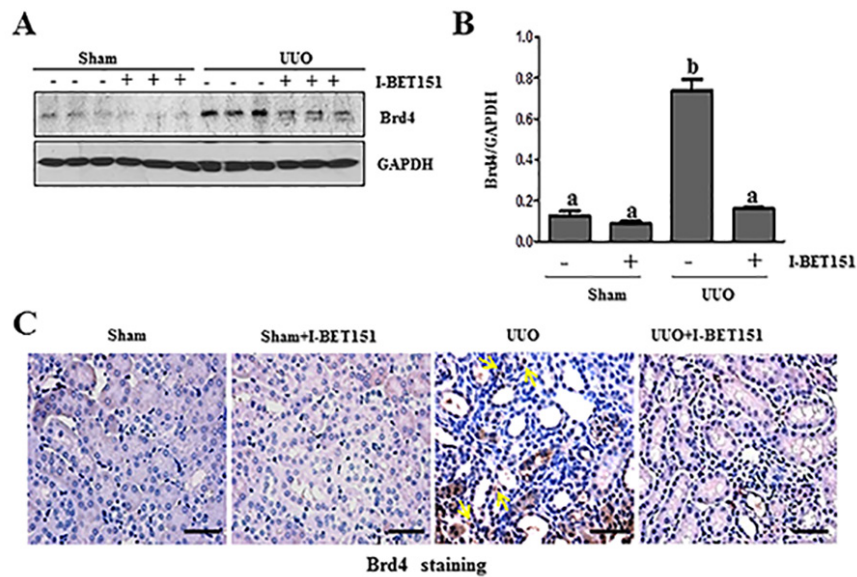 A
Sham UUO
- - - + + + - - - + + + I-BET151
Brd4
GAPDH
B
Brd4/GAPDH
1.0
0.8
0.6
0.4
0.2
0.0
a a b a
- + - + I-BET151
Sham UUO
C
Sham Sham+I-BET151 UUO UUO+I-BET151
Brd4 staining